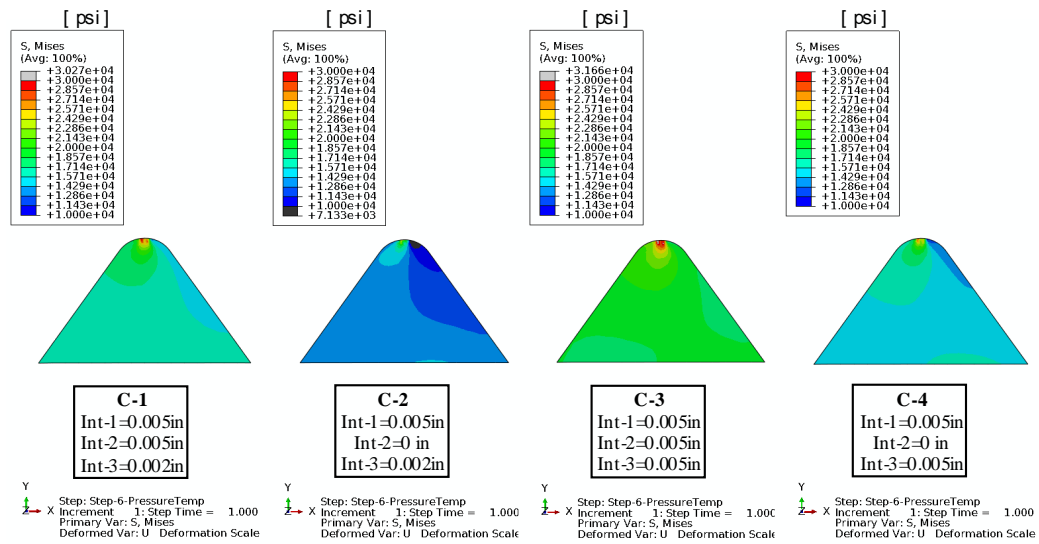 [ psi]
S, Mises
(Avg: 100%)
+3.027e+04
+3.000e+04
+2.857e+04
+2.714e+04
+2.571e+04
+2.429e+04
+2.286e+04
+2.143e+04
+2.000e+04
+1.857e+04
+1.714e+04
+1.571e+04
+1.429e+04
+1.286e+04
+1.143e+04
+1.000e+04
C-1
Int-1=0.005in
Int-2=0.005in
Int-3=0.002in
Y
Z X
Step: Step-6-PressureTemp
Increment 1: Step Time = 1.000
Primary Var: S, Mises
Deformed Var: U Deformation Scale
[ psi]
S, Mises
(Avg: 100%)
+3.000e+04
+2.857e+04
+2.714e+04
+2.571e+04
+2.429e+04
+2.286e+04
+2.143e+04
+2.000e+04
+1.857e+04
+1.714e+04
+1.571e+04
+1.429e+04
+1.286e+04
+1.143e+04
+1.000e+04
+7.133e+03
C-2
Int-1=0.005in
Int-2=0 in
Int-3=0.002in
Y
Z X
Step: Step-6-PressureTemp
Increment 1: Step Time = 1.000
Primary Var: S, Mises
Deformed Var: U Deformation Scale
[ psi]
S, Mises
(Avg: 100%)
+3.166e+04
+3.000e+04
+2.857e+04
+2.714e+04
+2.571e+04
+2.429e+04
+2.286e+04
+2.143e+04
+2.000e+04
+1.857e+04
+1.714e+04
+1.571e+04
+1.429e+04
+1.286e+04
+1.143e+04
+1.000e+04
C-3
Int-1=0.005in
Int-2=0.005in
Int-3=0.005in
Y
Z X
Step: Step-6-PressureTemp
Increment 1: Step Time = 1.000
Primary Var: S, Mises
Deformed Var: U Deformation Scale
[ psi]
S, Mises
(Avg: 100%)
+3.000e+04
+2.857e+04
+2.714e+04
+2.571e+04
+2.429e+04
+2.286e+04
+2.143e+04
+2.000e+04
+1.857e+04
+1.714e+04
+1.571e+04
+1.429e+04
+1.286e+04
+1.143e+04
+1.000e+04
C-4
Int-1=0.005in
Int-2=0 in
Int-3=0.005in
Y
Z X
Step: Step-6-PressureTemp
Increment 1: Step Time = 1.000
Primary Var: S, Mises
Deformed Var: U Deformation Scale